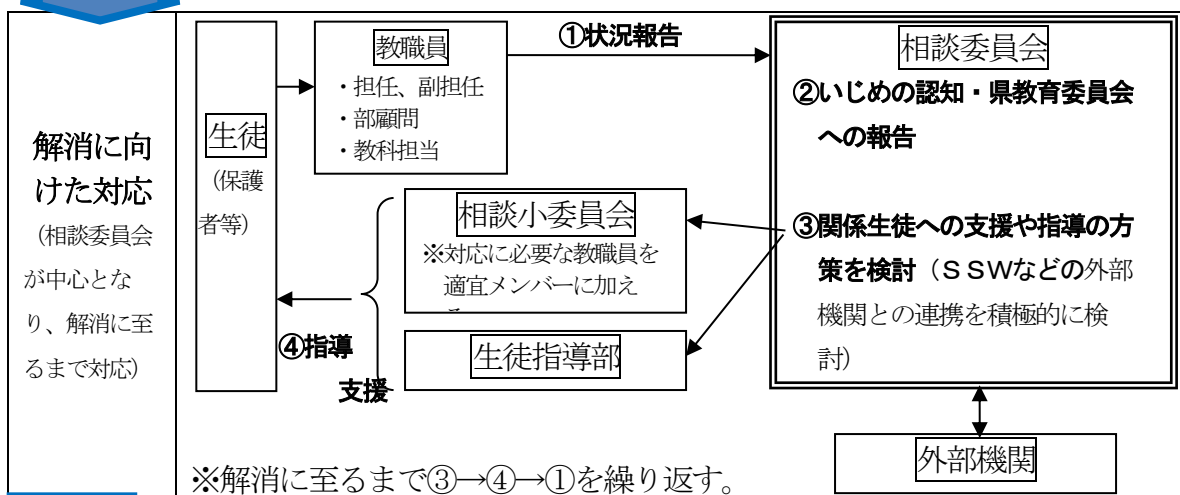 解消に向
けた対応
（相談委員会
が中心とな
り、解消に至
るまで対応）
生徒
（保護
者等）
教職員
・担任、副担任
・部顧問
・教科担当
①状況報告
相談委員会
②いじめの認知・県教育委員会
への報告
③関係生徒への支援や指導の方
策を検討（ＳＳＷなどの外部
機関との連携を積極的に検
討）
相談小委員会
※対応に必要な教職員を
適宜メンバーに加え
生徒指導部
④指導
支援
外部機関
※解消に至るまで③→④→①を繰り返す。